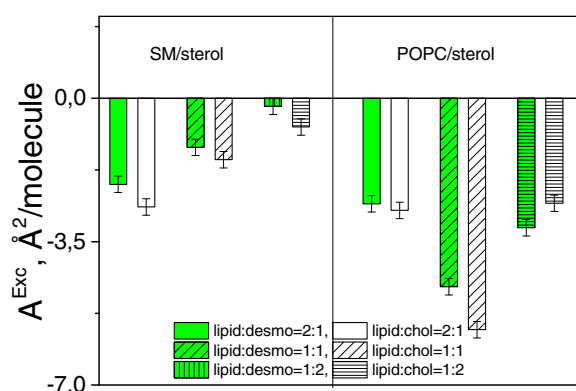 SM/sterol POPC/sterol
0,0
-3,5
-7,0
A^Exc, Å^2/molecule
lipid:desmo=2:1, lipid:chol=2:1
lipid:desmo=1:1, lipid:chol=1:1
lipid:desmo=1:2, lipid:chol=1:2